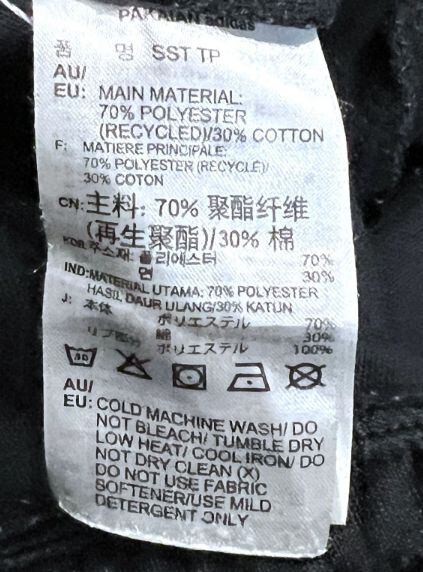 PAKAIAN adidas
품 명 SST TP
AU/
EU: MAIN MATERIAL:
70% POLYESTER
(RECYCLED)/30% COTTON
F: MATIERE PRINCIPALE:
70% POLYESTER (RECYCLE)/
30% COTON
CN: 主料: 70% 聚酯纤维
(再生聚酯)/30% 棉
KOR: 주소재: 폴리에스터 70%
면 30%
IND: MATERIAL UTAMA: 70% POLYESTER
HASIL DAUR ULANG/30% KATUN
J: 本体
ポリエステル 70%
綿 30%
リブ部分 ポリエステル 100%
30
AU/
EU: COLD MACHINE WASH/ DO
NOT BLEACH/ TUMBLE DRY
LOW HEAT/ COOL IRON/ DO
NOT DRY CLEAN (X)
DO NOT USE FABRIC
SOFTENER/USE MILD
DETERGENT ONLY